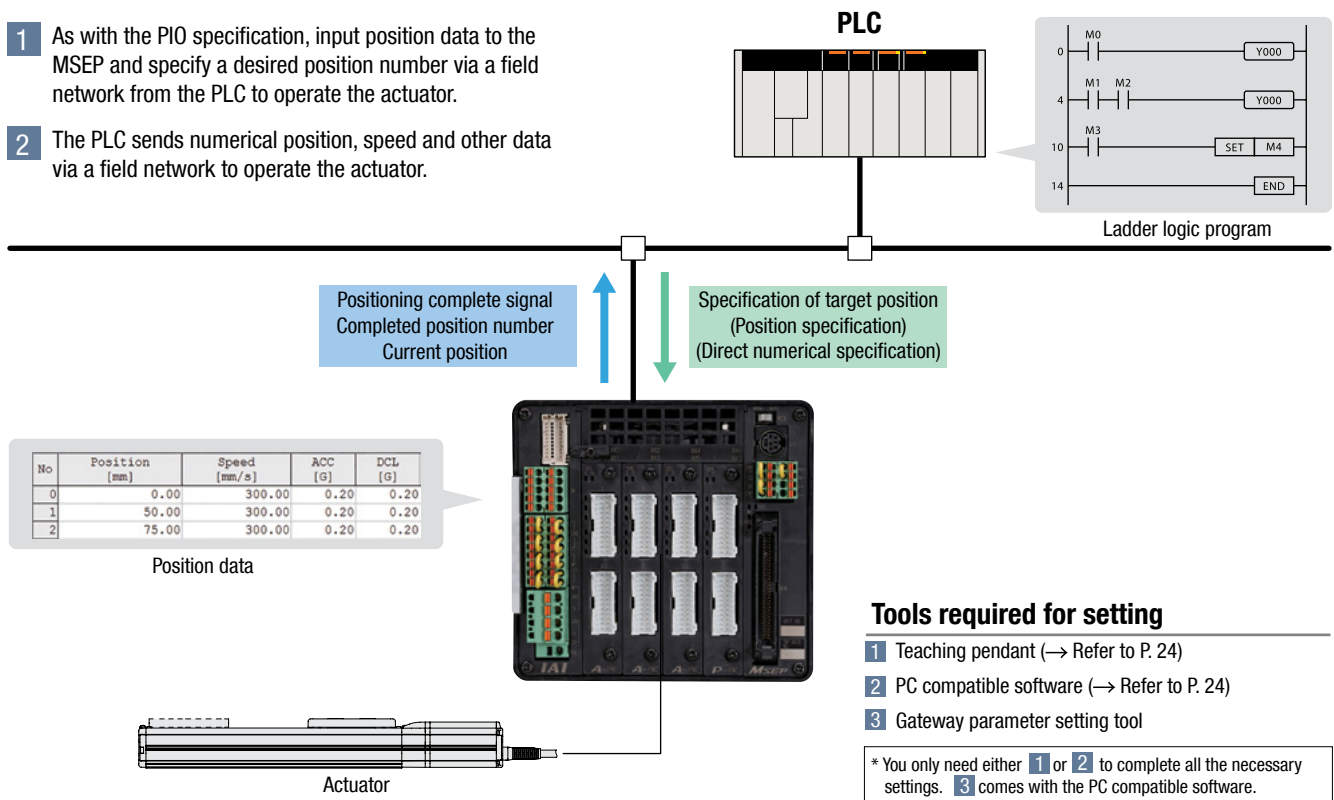 1 As with the PIO specification, input position data to the
MSEP and specify a desired position number via a field
network from the PLC to operate the actuator.
2 The PLC sends numerical position, speed and other data
via a field network to operate the actuator.
PLC
M0
0 Y000
M1 M2
4 Y000
M3
10 SET M4
14 END
Ladder logic program
Positioning complete signal
Completed position number
Current position
Specification of target position
(Position specification)
(Direct numerical specification)
No Position [mm] Speed [mm/s] ACC [G] DCL [G]
0 0.00 300.00 0.20 0.20
1 50.00 300.00 0.20 0.20
2 75.00 300.00 0.20 0.20
Position data
IAI MSEP
Actuator
Tools required for setting
1 Teaching pendant (→ Refer to P. 24)
2 PC compatible software (→ Refer to P. 24)
3 Gateway parameter setting tool
* You only need either 1 or 2 to complete all the necessary
settings. 3 comes with the PC compatible software.